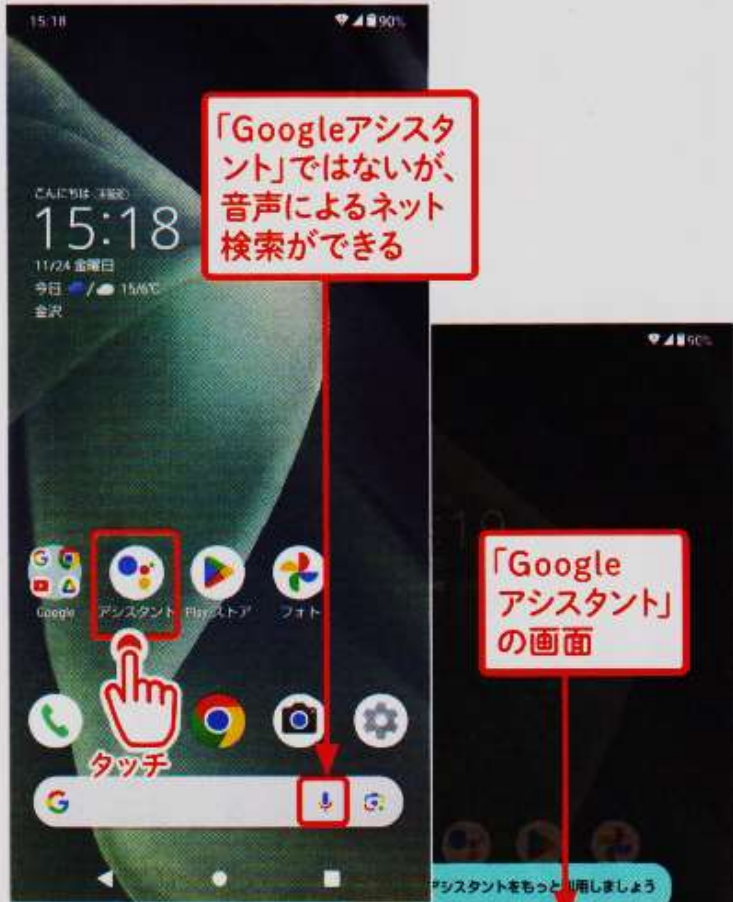 15:18
90%
「Googleアシスタ
ント」ではないが、
音声によるネット
検索ができる
こんにちは
15:18
11/24 金曜日
今日 / 15/6℃
金沢
90%
「Google
アシスタント」
の画面
Google
アシスタント
Play ストア
フォト
タッチ
アシスタントをもっと利用しましょう